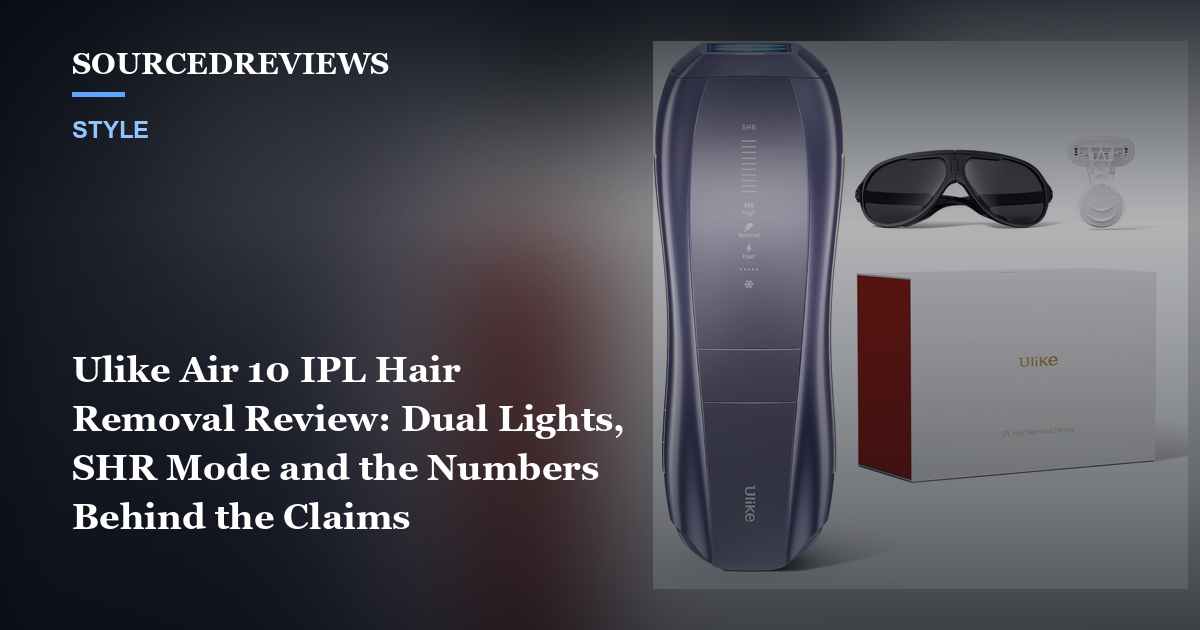 SOURCEDREVIEWS
STYLE
Ulike Air 10 IPL Hair
Removal Review: Dual Lights,
SHR Mode and the Numbers
Behind the Claims
SHR
High
Normal
Fast
Ulike
Ulike
IPL Hair Removal Device